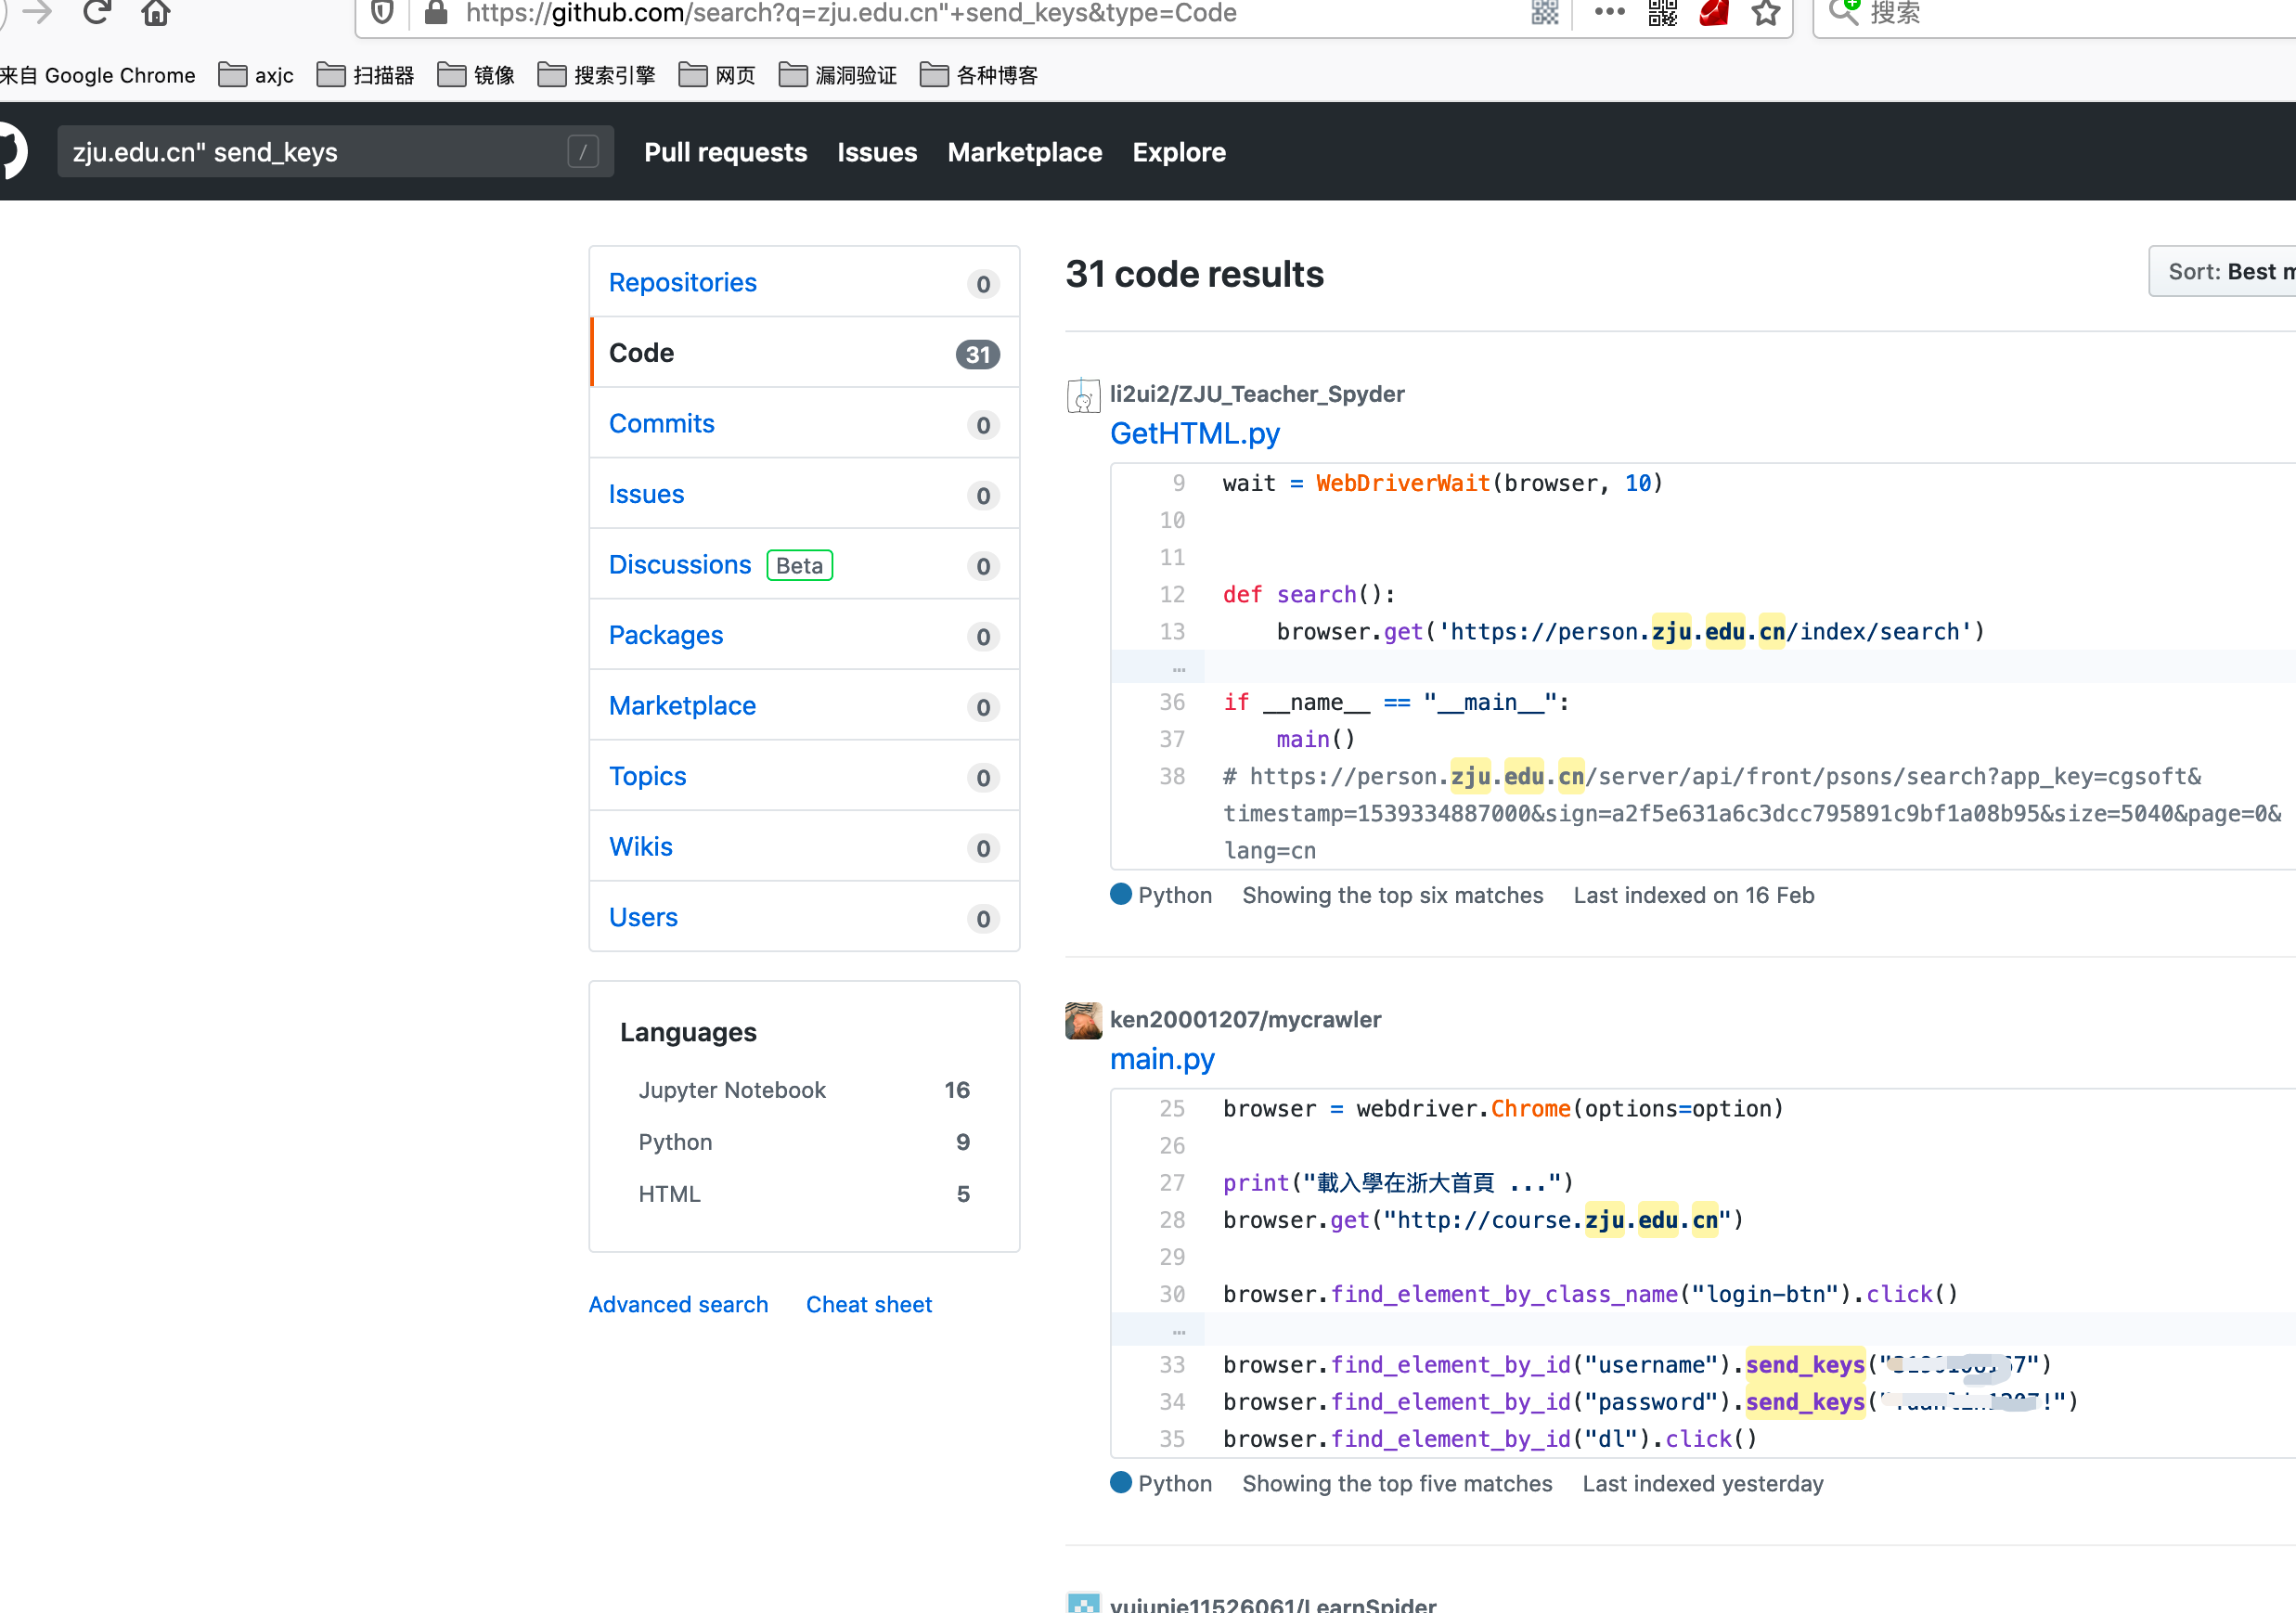 https://github.com/search?q=zju.edu.cn"+send_keys&type=Code
搜索
来自 Google Chrome axjc 扫描器 镜像 搜索引擎 网页 漏洞验证 各种博客
zju.edu.cn" send_keys /
Pull requests Issues Marketplace Explore
Repositories 0
Code 31
Commits 0
Issues 0
Discussions Beta 0
Packages 0
Marketplace 0
Topics 0
Wikis 0
Users 0
Languages
Jupyter Notebook 16
Python 9
HTML 5
Advanced search Cheat sheet
31 code results
Sort: Best
li2ui2/ZJU_Teacher_Spyder
GetHTML.py
9 wait = WebDriverWait(browser, 10)
10
11
12 def search():
13 browser.get('https://person.zju.edu.cn/index/search')
…
36 if __name__ == "__main__":
37 main()
38 # https://person.zju.edu.cn/server/api/front/psons/search?app_key=cgsoft&
timestamp=1539334887000&sign=a2f5e631a6c3dcc795891c9bf1a08b95&size=5040&page=0&
lang=cn
Python Showing the top six matches Last indexed on 16 Feb
ken20001207/mycrawler
main.py
25 browser = webdriver.Chrome(options=option)
26
27 print("載入學在浙大首頁 ...")
28 browser.get("http://course.zju.edu.cn")
29
30 browser.find_element_by_class_name("login-btn").click()
…
33 browser.find_element_by_id("username").send_keys("
34 browser.find_element_by_id("password").send_keys("
35 browser.find_element_by_id("dl").click()
Python Showing the top five matches Last indexed yesterday
yujunjie11526061/LearnSpider